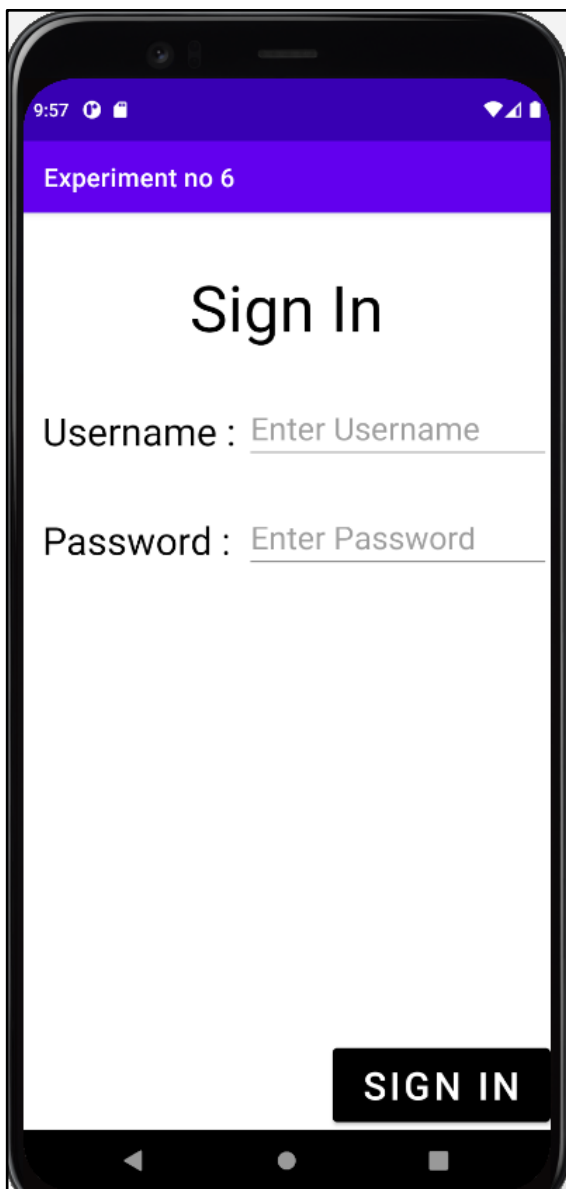 9:57
Experiment no 6
Sign In
Username : Enter Username
Password : Enter Password
SIGN IN